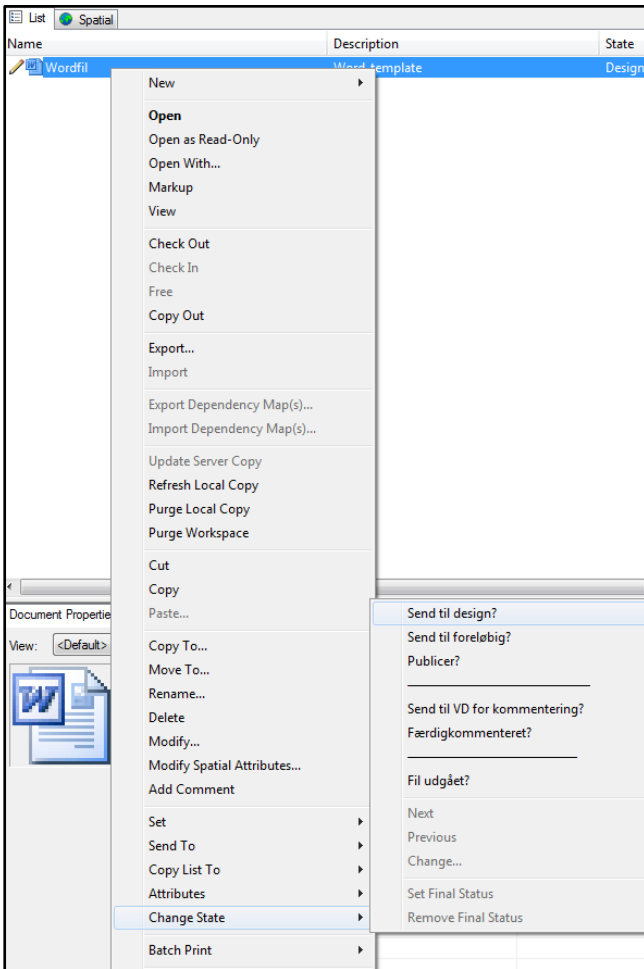 List Spatial
Name Description State
Wordfil Word-template Design
New
Open
Open as Read-Only
Open With...
Markup
View
Check Out
Check In
Free
Copy Out
Export...
Import
Export Dependency Map(s)...
Import Dependency Map(s)...
Update Server Copy
Refresh Local Copy
Purge Local Copy
Purge Workspace
Cut
Copy
Paste...
Copy To...
Move To...
Rename...
Delete
Modify...
Modify Spatial Attributes...
Add Comment
Set
Send To
Copy List To
Attributes
Change State
Batch Print
Document Propertie
View: <Default>
W
Send til design?
Send til foreløbig?
Publicer?
Send til VD for kommentering?
Færdigkommenteret?
Fil udgået?
Next
Previous
Change...
Set Final Status
Remove Final Status